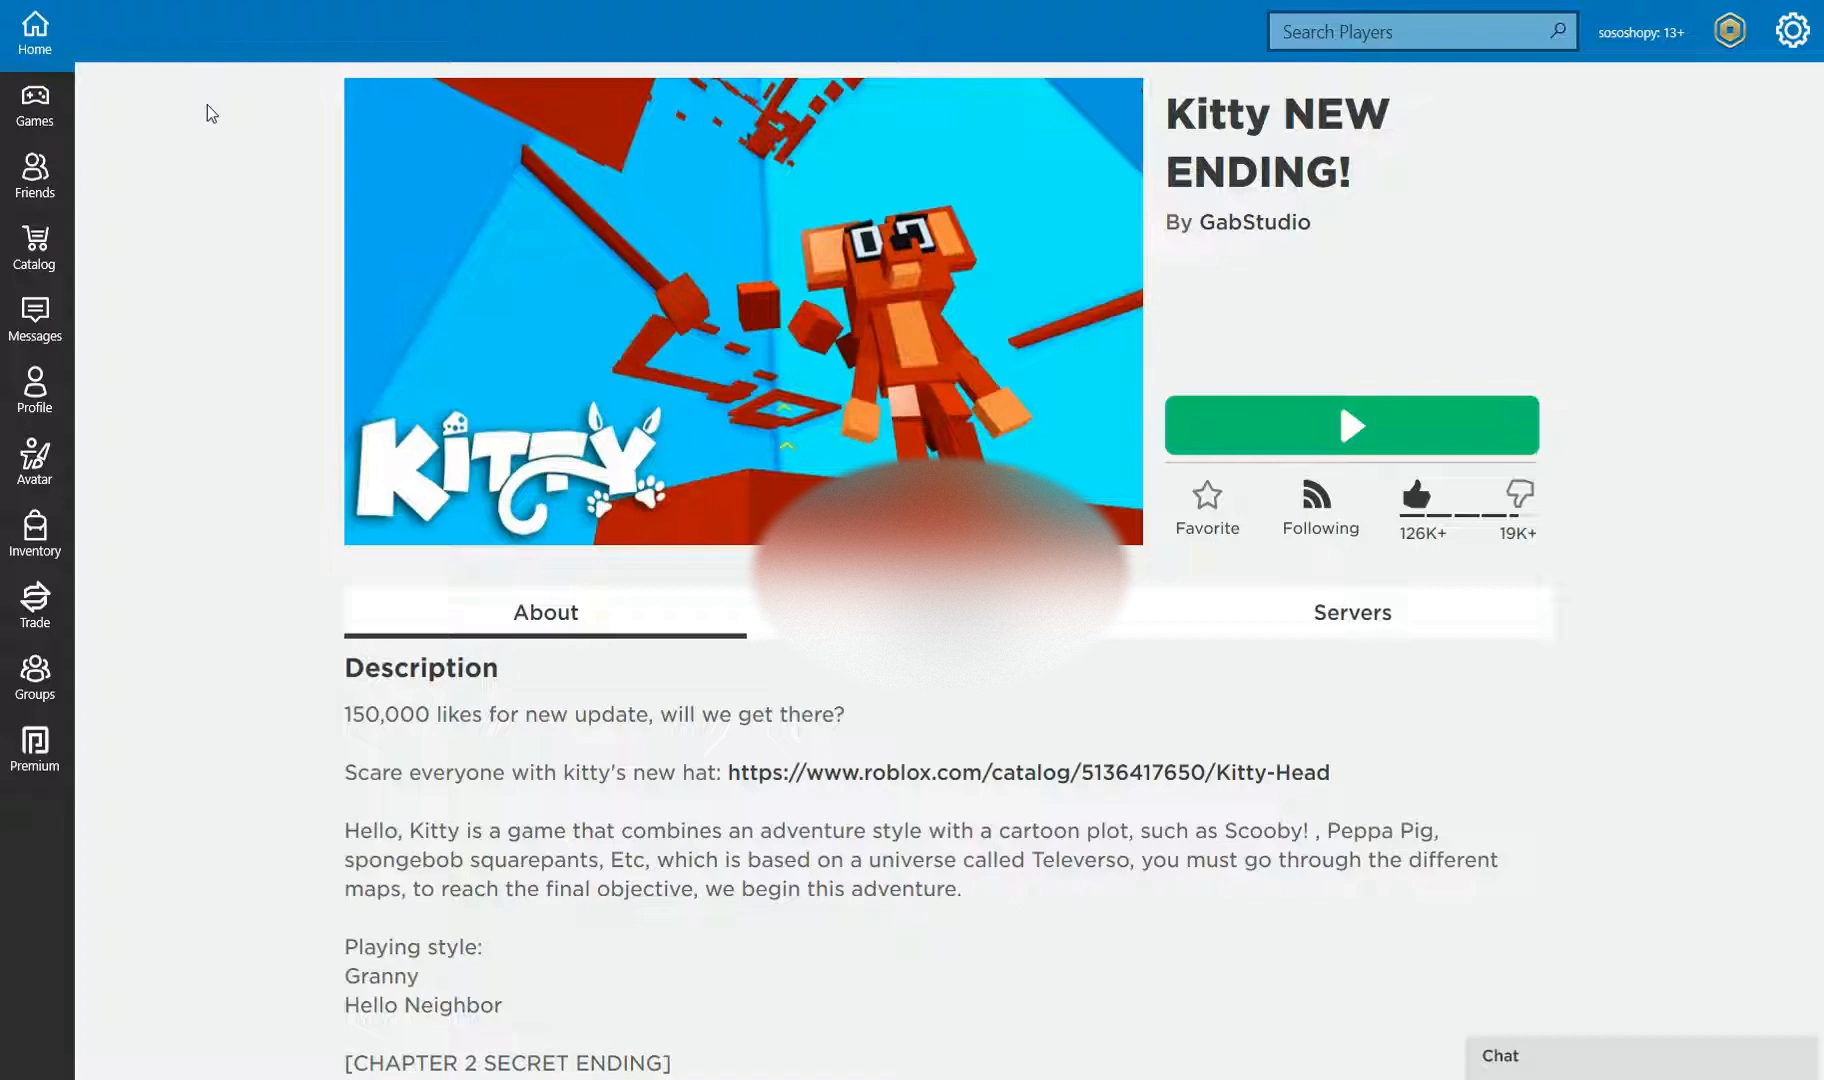 Home
Search Players
sososhopy: 13+
Games
Friends
Catalog
Messages
Profile
Avatar
Inventory
Trade
Groups
Premium
KITTY
Kitty NEW
ENDING!
By GabStudio
Favorite
Following
126K+
19K+
About
Servers
Description
150,000 likes for new update, will we get there?
Scare everyone with kitty's new hat: https://www.roblox.com/catalog/5136417650/Kitty-Head
Hello, Kitty is a game that combines an adventure style with a cartoon plot, such as Scooby! , Peppa Pig,
spongebob squarepants, Etc, which is based on a universe called Televerso, you must go through the different
maps, to reach the final objective, we begin this adventure.
Playing style:
Granny
Hello Neighbor
[CHAPTER 2 SECRET ENDING]
Chat